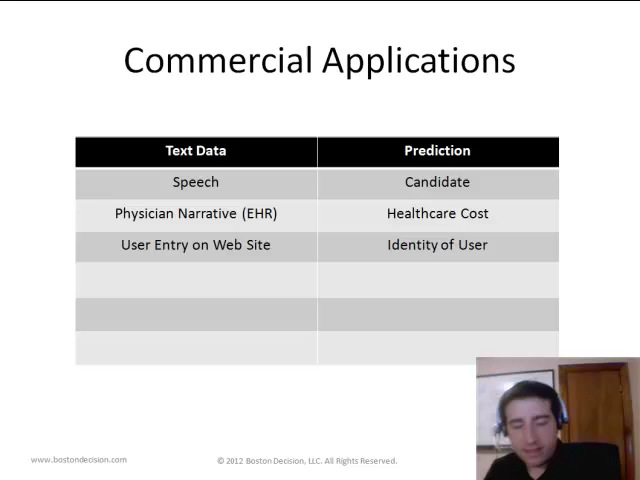 Commercial Applications
Text Data Prediction
Speech Candidate
Physician Narrative (EHR) Healthcare Cost
User Entry on Web Site Identity of User
www.bostondecision.com © 2012 Boston Decision, LLC. All Rights Reserved.